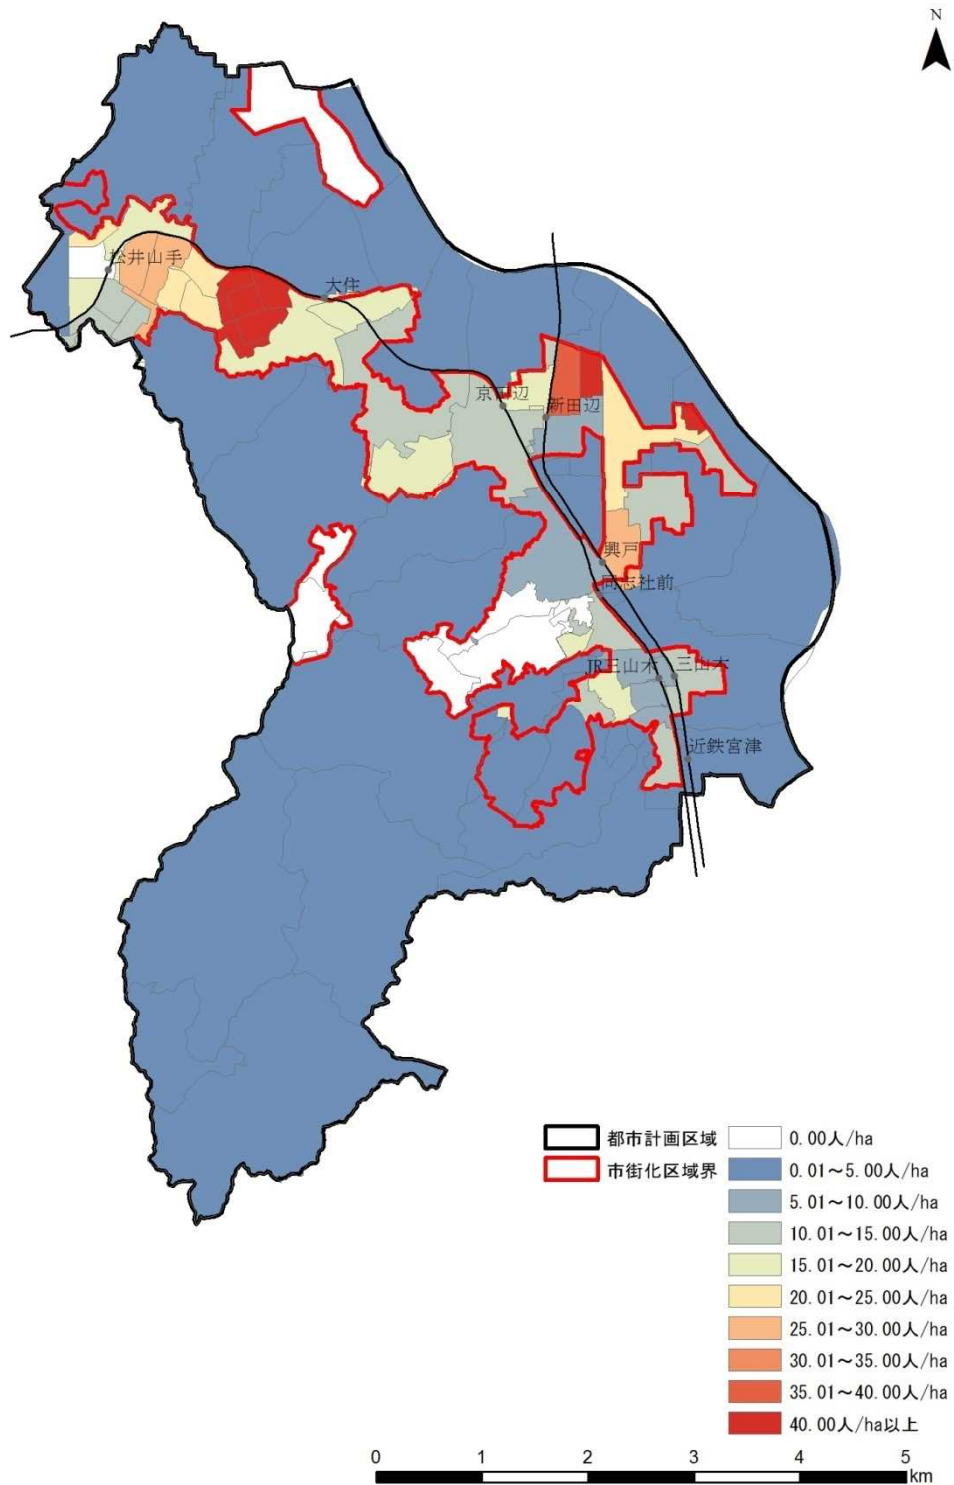 N
松井山手
大住
京田辺
新田辺
興戸
同志社前
JR三山木
三山木
近鉄宮津
都市計画区域
市街化区域界
0.00人/ha
0.01～5.00人/ha
5.01～10.00人/ha
10.01～15.00人/ha
15.01～20.00人/ha
20.01～25.00人/ha
25.01～30.00人/ha
30.01～35.00人/ha
35.01～40.00人/ha
40.00人/ha以上
0 1 2 3 4 5
km